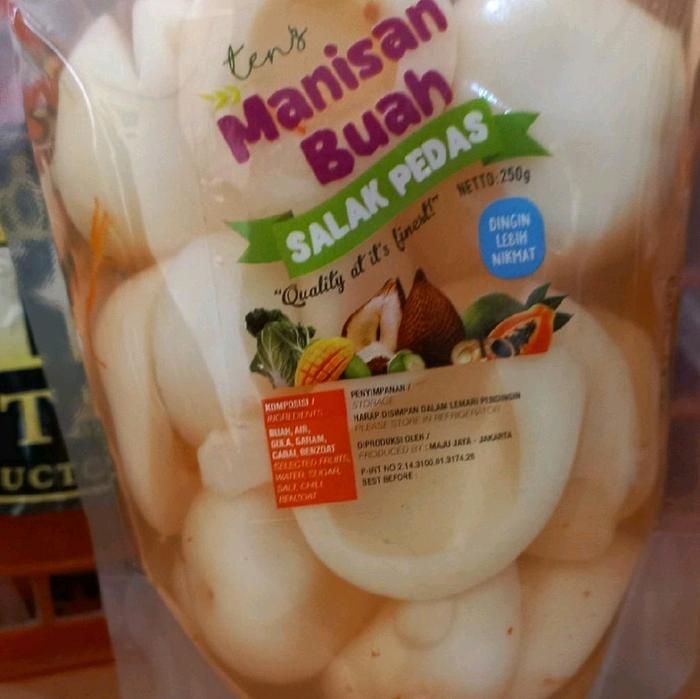 ten's
Manisan
Buah
SALAK PEDAS
NETTO: 250g
"Quality at it's finest!"
DINGIN
LEBIH
NIKMAT
KOMPOSISI /
INGREDIENTS
BUAH, AIR,
GULA, GARAM,
CABAI, BENZOAT
SELECTED FRUITS,
WATER, SUGAR,
SALT, CHILI,
BENZOAT
PENYIMPANAN /
STORAGE
HARAP DISIMPAN DALAM LEMARI PENDINGIN
PLEASE STORE IN REFRIGERATOR
DIPRODUKSI OLEH /
PRODUCED BY : MAJU JAYA - JAKARTA
P-IRT NO 2.14.3100.01.3174.26
BEST BEFORE :
T
UCT